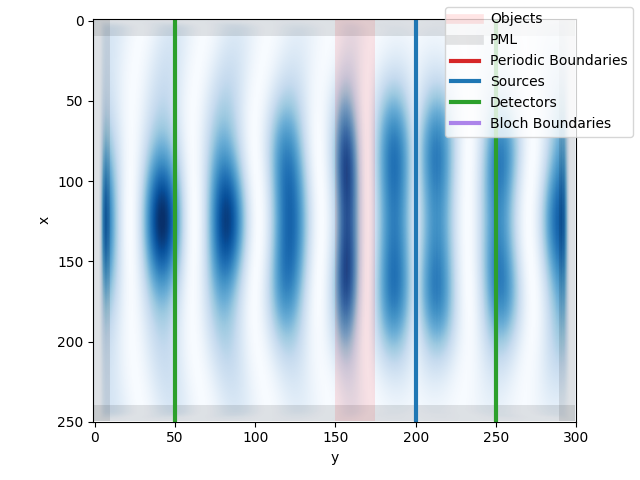 Objects
PML
Periodic Boundaries
Sources
Detectors
Bloch Boundaries
0
50
100
150
200
250
x
0 50 100 150 200 250 300
y